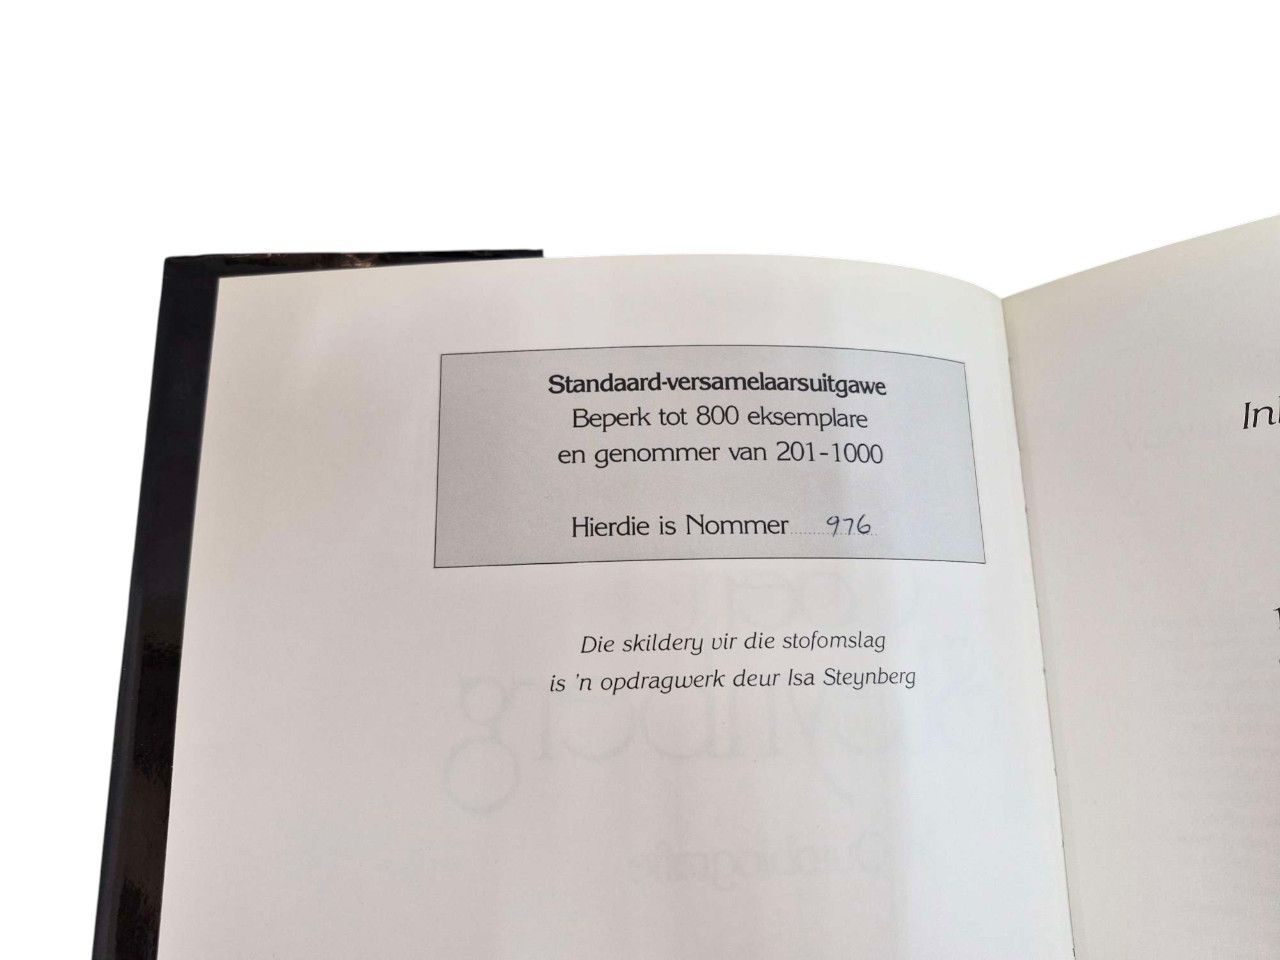 Standaard-versamelaarsuitgawe
Beperk tot 800 eksemplare
en genommer van 201-1000
Hierdie is Nommer 976
Die skildery vir die stofomslag
is 'n opdragwerk deur Isa Steynberg